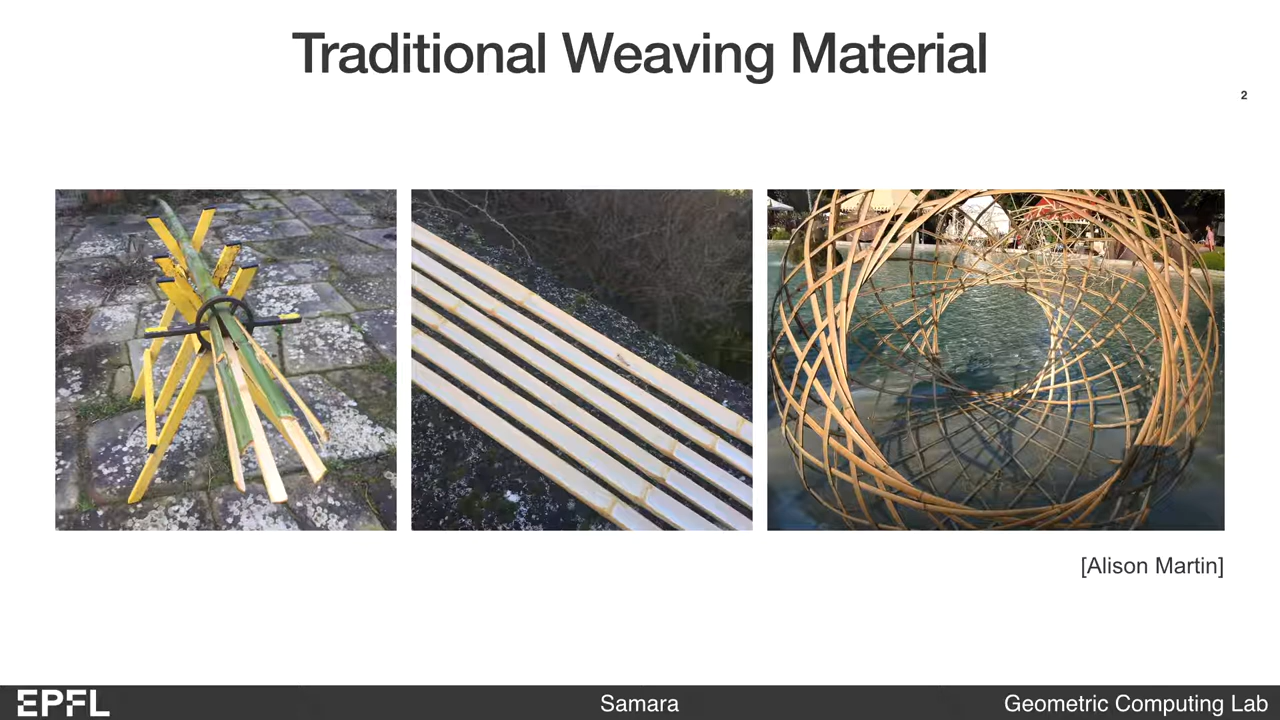 Traditional Weaving Material
2
[Alison Martin]
EPFL
Samara
Geometric Computing Lab